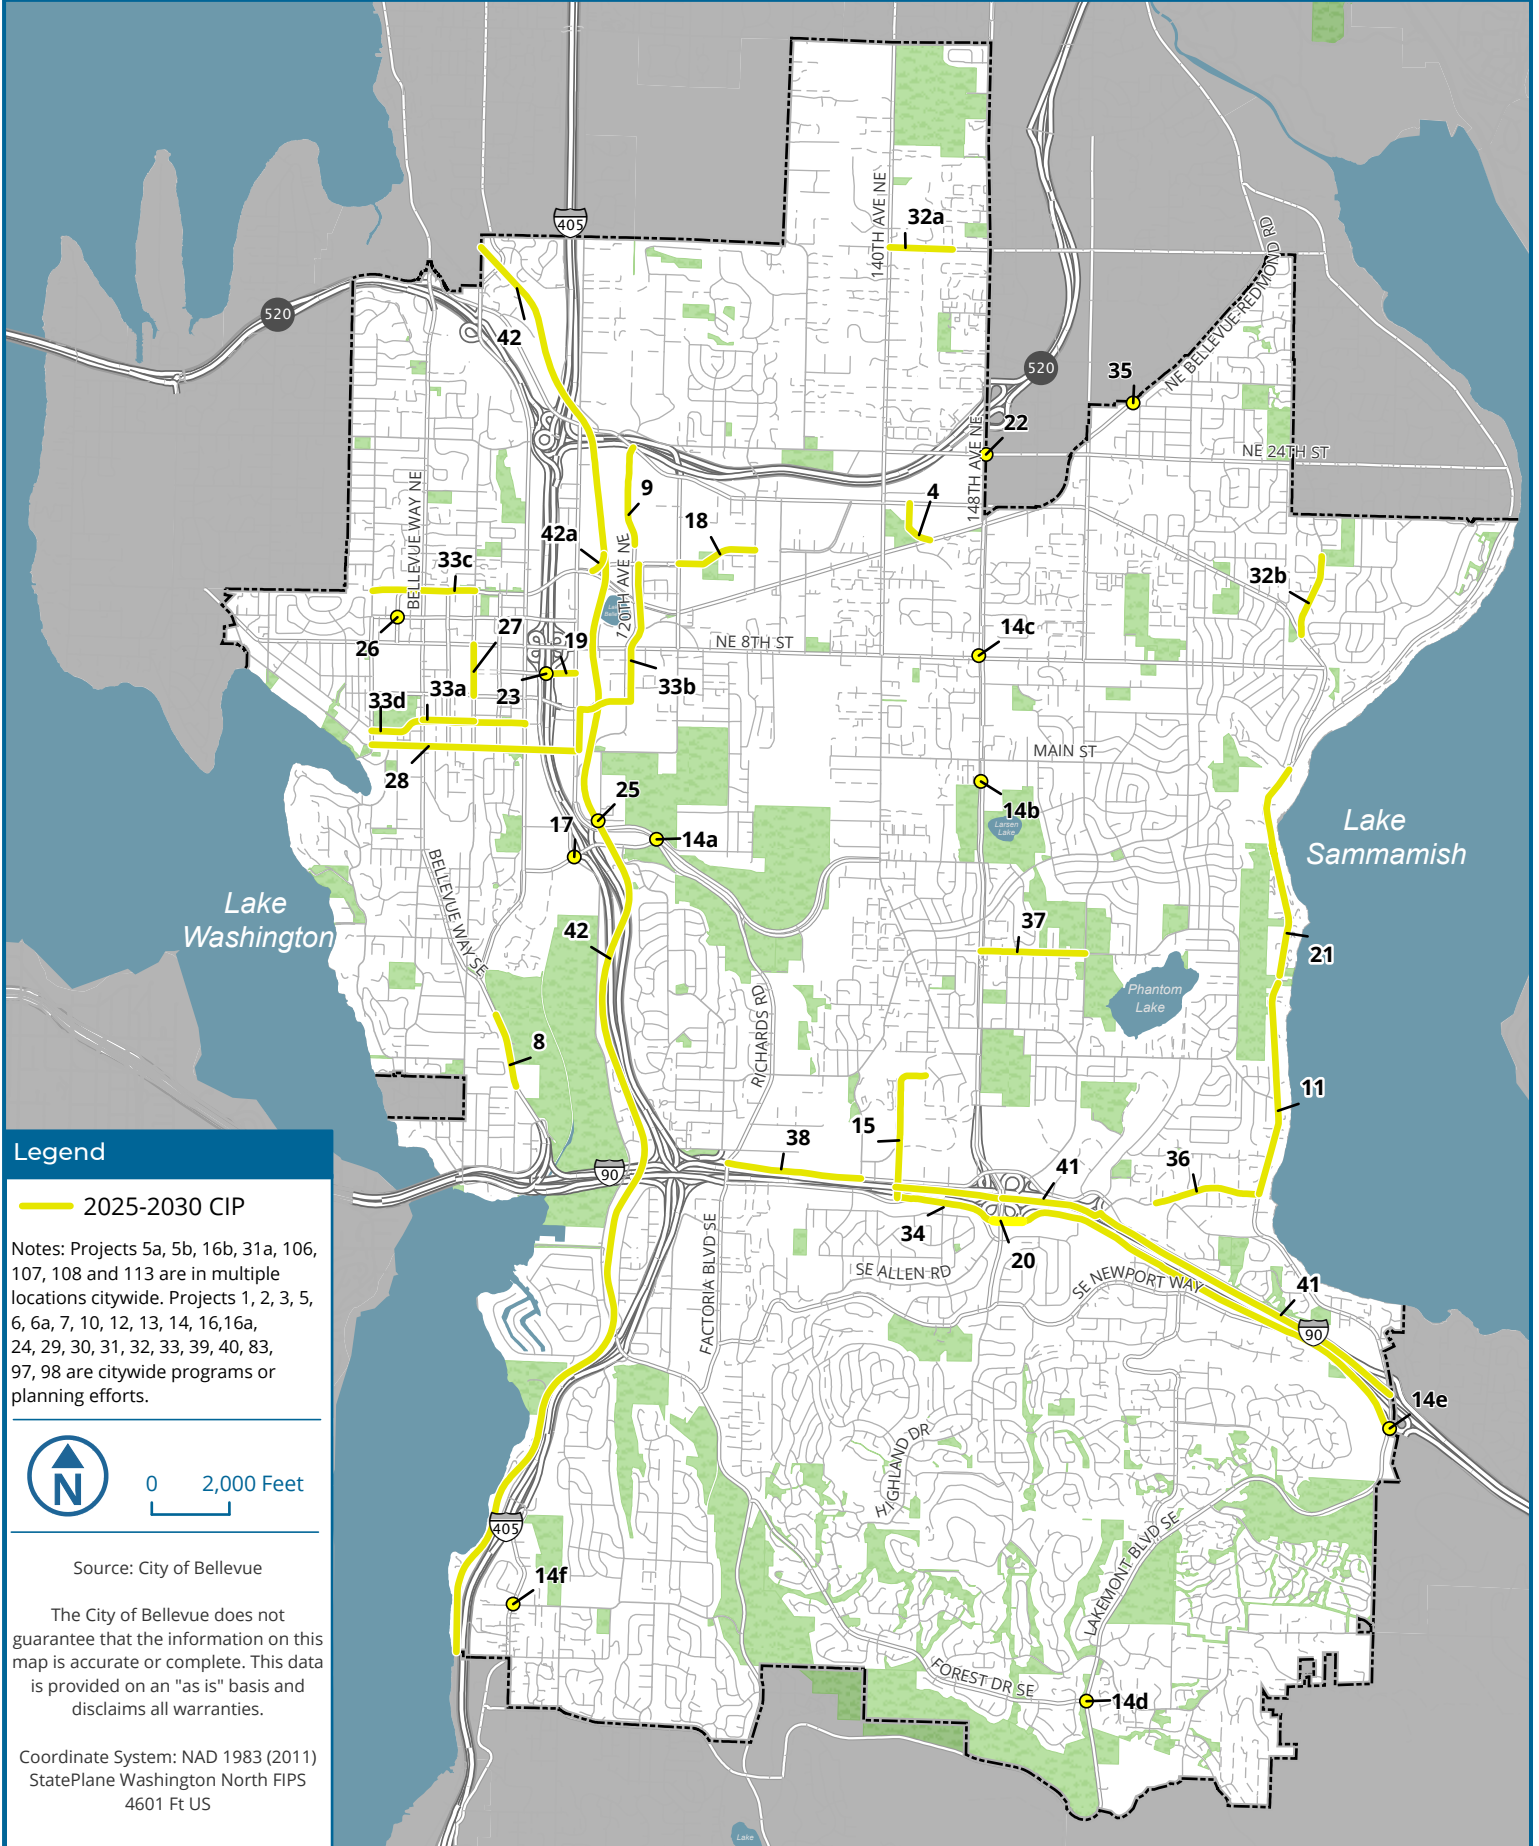 405
140TH AVE NE
32a
NE BELLEVUE-REDMOND RD
520
42
520
35
BELLEVUE WAY NE
148TH AVE NE
22
NE 24TH ST
9
4
18
42a
33c
120TH AVE NE
32b
26
27
19
NE 8TH ST
14c
23
33b
33d
33a
28
MAIN ST
25
17
14a
14b
Larsen
Lake
Lake
Sammamish
BELLEVUE WAY SE
Lake
Washington
42
37
21
Phantom
Lake
RICHARDS RD
8
11
15
38
90
41
36
34
20
FACTORIA BLVD SE
SE ALLEN RD
SE NEWPORT WAY
41
90
14e
HIGHLAND DR
405
LAKEMONT BLVD SE
14f
FOREST DR SE
14d
Lake
Legend
2025-2030 CIP
Notes: Projects 5a, 5b, 16b, 31a, 106,
107, 108 and 113 are in multiple
locations citywide. Projects 1, 2, 3, 5,
6, 6a, 7, 10, 12, 13, 14, 16,16a,
24, 29, 30, 31, 32, 33, 39, 40, 83,
97, 98 are citywide programs or
planning efforts.
N
0 2,000 Feet
Source: City of Bellevue
The City of Bellevue does not
guarantee that the information on this
map is accurate or complete. This data
is provided on an "as is" basis and
disclaims all warranties.
Coordinate System: NAD 1983 (2011)
StatePlane Washington North FIPS
4601 Ft US